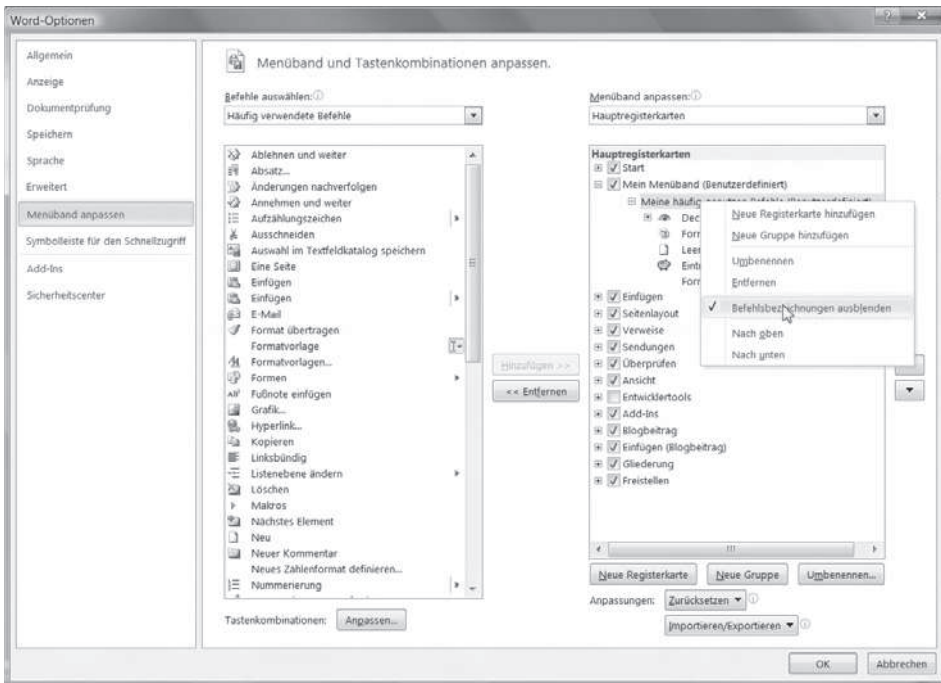 Word-Optionen
Allgemein
Anzeige
Dokumentprüfung
Speichern
Sprache
Erweitert
Menüband anpassen
Symbolleiste für den Schnellzugriff
Add-Ins
Sicherheitscenter
Menüband und Tastenkombinationen anpassen.
Befehle auswählen:
Häufig verwendete Befehle
Ablehnen und weiter
Absatz...
Änderungen nachverfolgen
Annehmen und weiter
Aufzählungszeichen
Ausschneiden
Auswahl im Textfeldkatalog speichern
Eine Seite
Einfügen
Einfügen
E-Mail
Format übertragen
Formatvorlage
Formatvorlagen...
Formen
Fußnote einfügen
Grafik...
Hyperlink...
Kopieren
Linksbündig
Listenebene ändern
Löschen
Makros
Nächstes Element
Neu
Neuer Kommentar
Neues Zahlenformat definieren...
Nummerierung
Tastenkombinationen: Anpassen...
Hinzufügen >>
<< Entfernen
Menüband anpassen:
Hauptregisterkarten
Hauptregisterkarten
Start
Mein Menüband (Benutzerdefiniert)
Meine häufig
Dec
For
Leer
Eint
For
Einfügen
Seitenlayout
Verweise
Sendungen
Überprüfen
Ansicht
Entwicklertools
Add-Ins
Blogbeitrag
Einfügen (Blogbeitrag)
Gliederung
Freistellen
Neue Registerkarte hinzufügen
Neue Gruppe hinzufügen
Umbenennen
Entfernen
Befehlsbezeichnungen ausblenden
Nach oben
Nach unten
Neue Registerkarte Neue Gruppe Umbenennen...
Anpassungen: Zurücksetzen
Importieren/Exportieren
OK Abbrechen